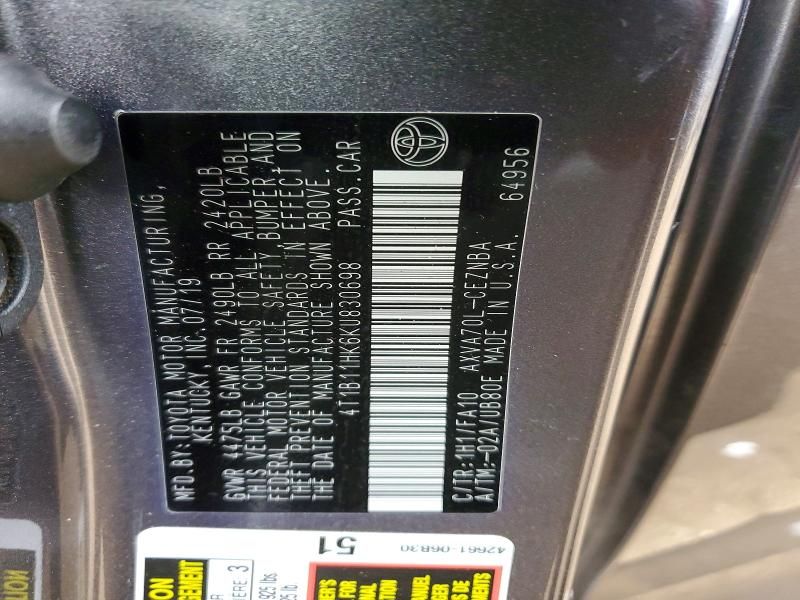 MFD. BY:TOYOTA MOTOR MANUFACTURING,
KENTUCKY, INC. 07/19
GVWR 4475LB GAWR FR 2490LB RR 2420LB
THIS VEHICLE CONFORMS TO ALL APPLICABLE
FEDERAL MOTOR VEHICLE SAFETY, BUMPER, AND
THEFT PREVENTION STANDARDS IN EFFECT ON
THE DATE OF MANUFACTURE SHOWN ABOVE.
4T1B11HK6KU830698 PASS. CAR
C/TR:1H1/FA10 AXVA70L-CEZNBA
A/TM:-02A/UB80E MADE IN U.S.A. 64956
51
42661-06B30